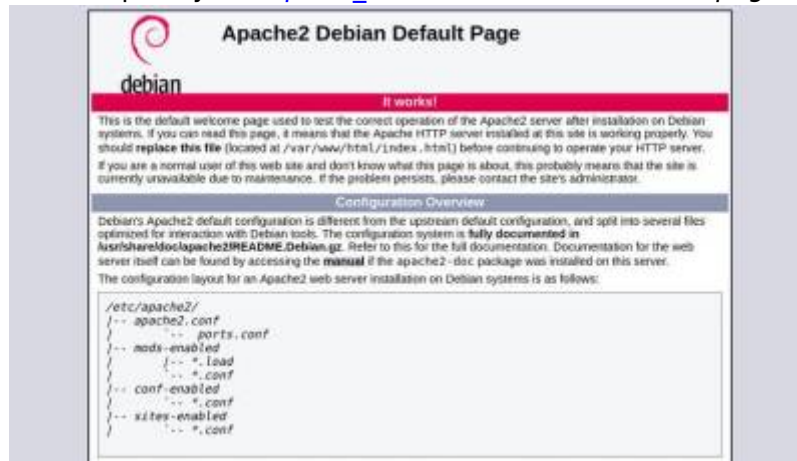 Apache2 Debian Default Page
debian
It works!
This is the default welcome page used to test the correct operation of the Apache2 server after installation on Debian
systems. If you can read this page, it means that the Apache HTTP server installed at this site is working properly. You
should replace this file (located at /var/www/html/index.html) before continuing to operate your HTTP server.
If you are a normal user of this web site and don't know what this page is about, this probably means that the site is
currently unavailable due to maintenance. If the problem persists, please contact the site's administrator.
Configuration Overview
Debian's Apache2 default configuration is different from the upstream default configuration, and split into several files
optimized for interaction with Debian tools. The configuration system is fully documented in
/usr/share/doc/apache2/README.Debian.gz. Refer to this for the full documentation. Documentation for the web
server itself can be found by accessing the manual if the apache2-doc package was installed on this server.
The configuration layout for an Apache2 web server installation on Debian systems is as follows:
/etc/apache2/
|-- apache2.conf
|       `--  ports.conf
|-- mods-enabled
|       |-- *.load
|       `-- *.conf
|-- conf-enabled
|       `-- *.conf
|-- sites-enabled
|       `-- *.conf